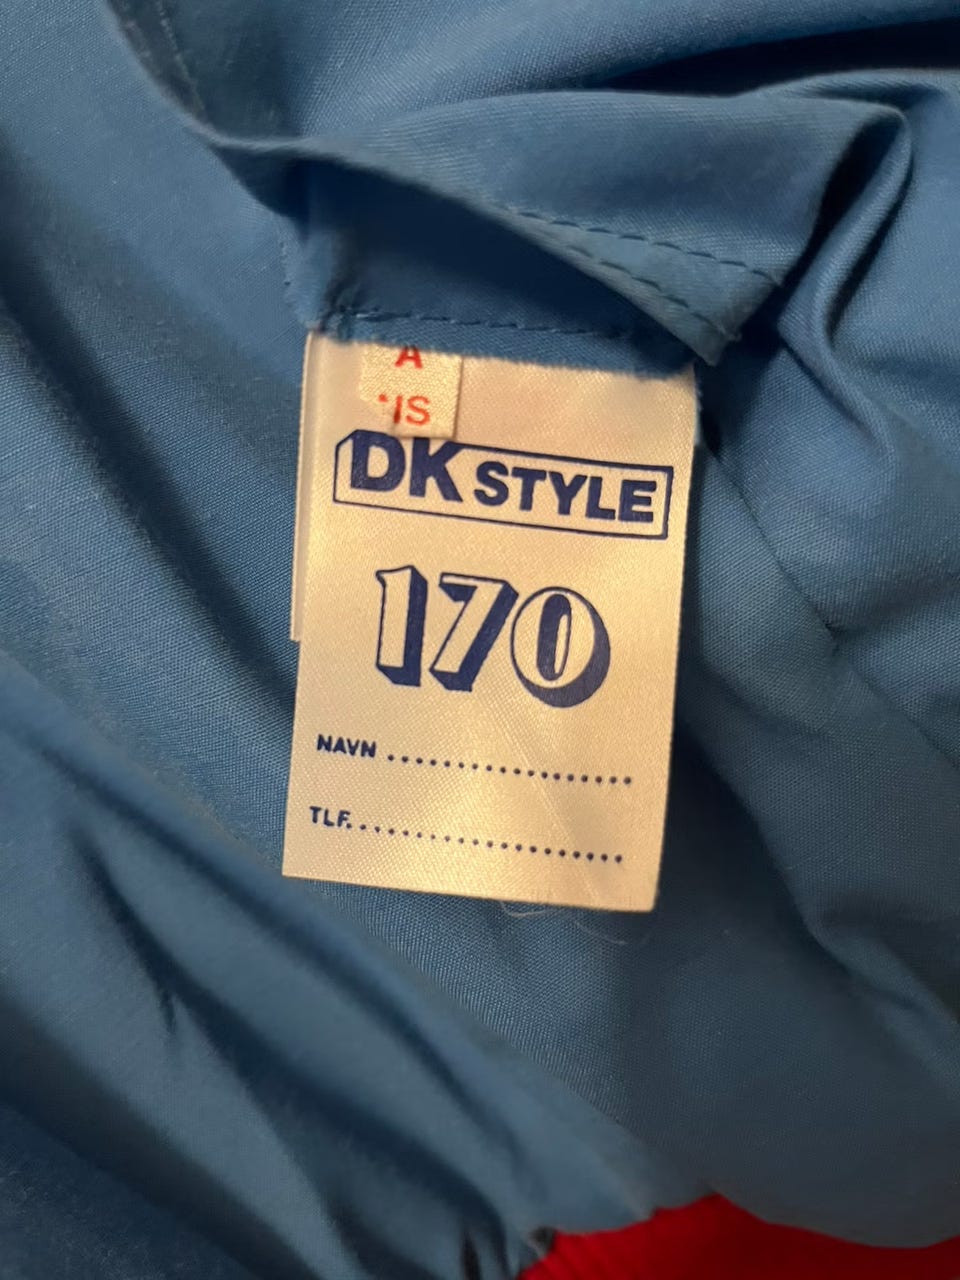 A
IS
DK STYLE
170
NAVN ..................
TLF. ....................